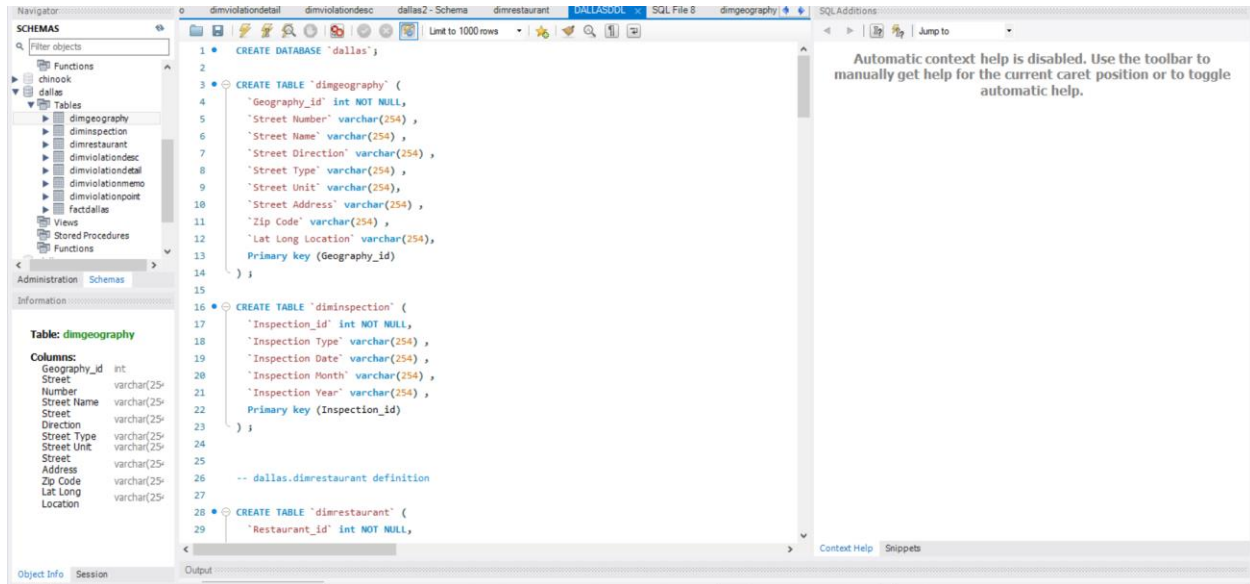 Navigator
SCHEMAS
Filter objects
Functions
chinook
dallas
Tables
dimgeography
diminspection
dimrestaurant
dimviolationdesc
dimviolationdetail
dimviolationmemo
dimviolationpoint
factdallas
Views
Stored Procedures
Functions
Administration Schemas
Information
Table: dimgeography
Columns:
Geography_id int
Street
Number varchar(25
Street Name varchar(25
Street
Direction varchar(25
Street Type varchar(25
Street Unit varchar(25
Street
Address varchar(25
Zip Code varchar(25
Lat Long
Location varchar(25
Object Info Session
o dimviolationdetail dimviolationdesc dallas2 - Schema dimrestaurant DALLASDDL SQL File 8 dimgeography
Limit to 1000 rows
1 CREATE DATABASE `dallas`;
2
3 CREATE TABLE `dimgeography` (
4 `Geography_id` int NOT NULL,
5 `Street Number` varchar(254) ,
6 `Street Name` varchar(254) ,
7 `Street Direction` varchar(254) ,
8 `Street Type` varchar(254) ,
9 `Street Unit` varchar(254),
10 `Street Address` varchar(254) ,
11 `Zip Code` varchar(254) ,
12 `Lat Long Location` varchar(254),
13 Primary key (Geography_id)
14 ) ;
15
16 CREATE TABLE `diminspection` (
17 `Inspection_id` int NOT NULL,
18 `Inspection Type` varchar(254) ,
19 `Inspection Date` varchar(254) ,
20 `Inspection Month` varchar(254) ,
21 `Inspection Year` varchar(254) ,
22 Primary key (Inspection_id)
23 ) ;
24
25
26 -- dallas.dimrestaurant definition
27
28 CREATE TABLE `dimrestaurant` (
29 `Restaurant_id` int NOT NULL,
Output
SQLAdditions
Jump to
Automatic context help is disabled. Use the toolbar to
manually get help for the current caret position or to toggle
automatic help.
Context Help Snippets